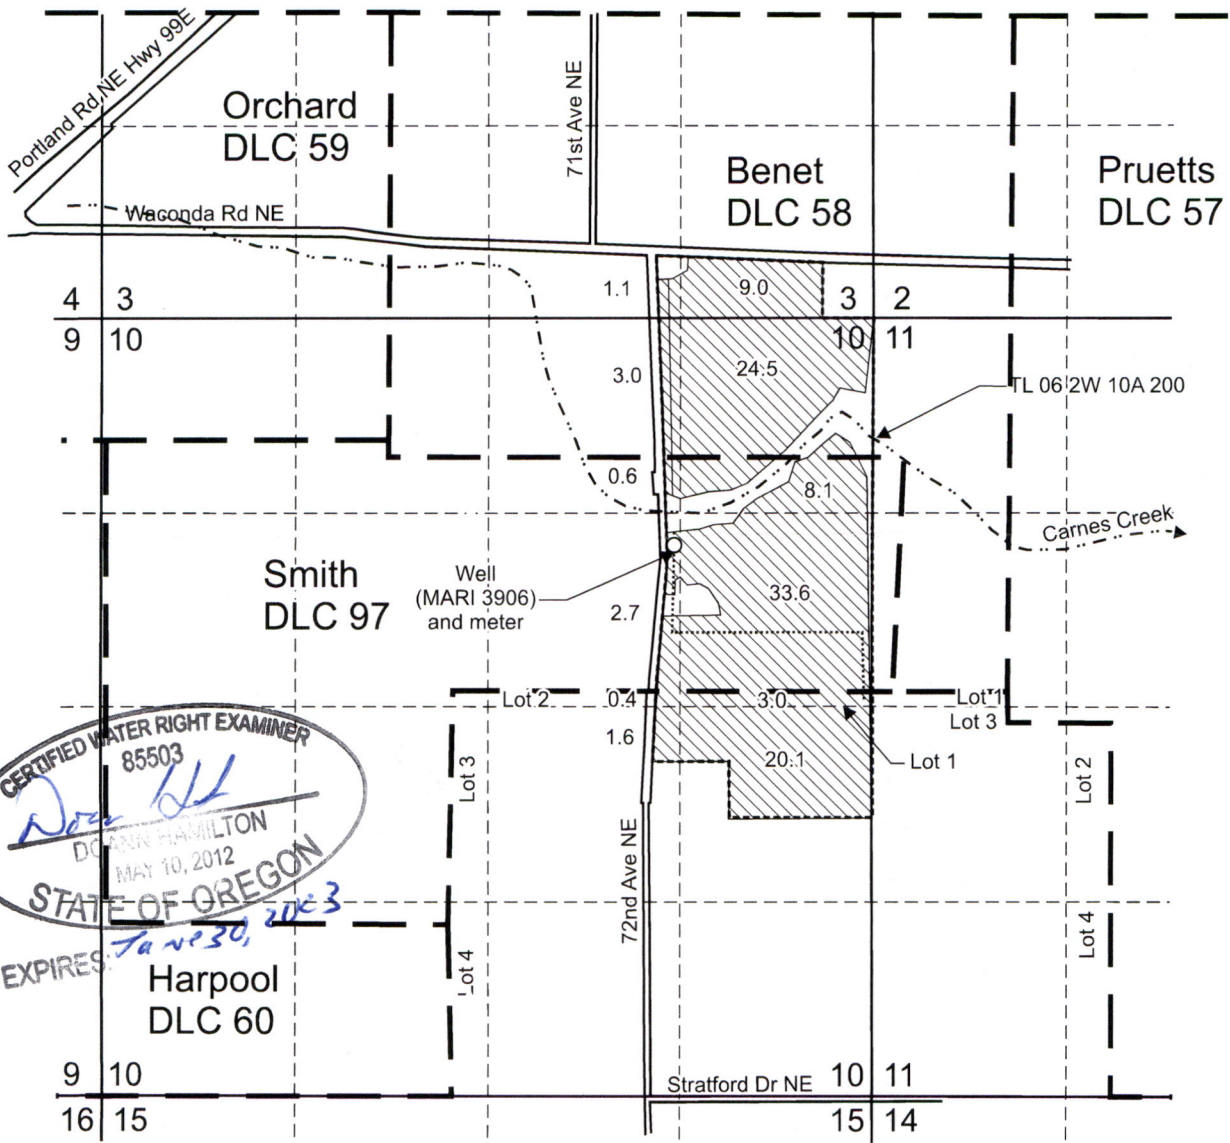 Portland Rd NE Hwy 99E
Orchard
DLC 59
71st Ave NE
Benet
DLC 58
Pruetts
DLC 57
Waconda Rd NE
4 3
9 10
1.1
9.0
3 2
10 11
3.0
24.5
TL 06 2W 10A 200
0.6
8.1
Carnes Creek
Smith
DLC 97
Well
(MARI 3906)
and meter
2.7
33.6
Lot 2
0.4
3.0
Lot 1
Lot 3
1.6
20.1
Lot 1
Lot 3
Lot 2
CERTIFIED WATER RIGHT EXAMINER
85503
DOANN HAMILTON
MAY 10, 2012
STATE OF OREGON
EXPIRES: June 30, 2023
72nd Ave NE
Lot 4
Lot 4
Harpool
DLC 60
9 10
16 15
Stratford Dr NE
10 11
15 14